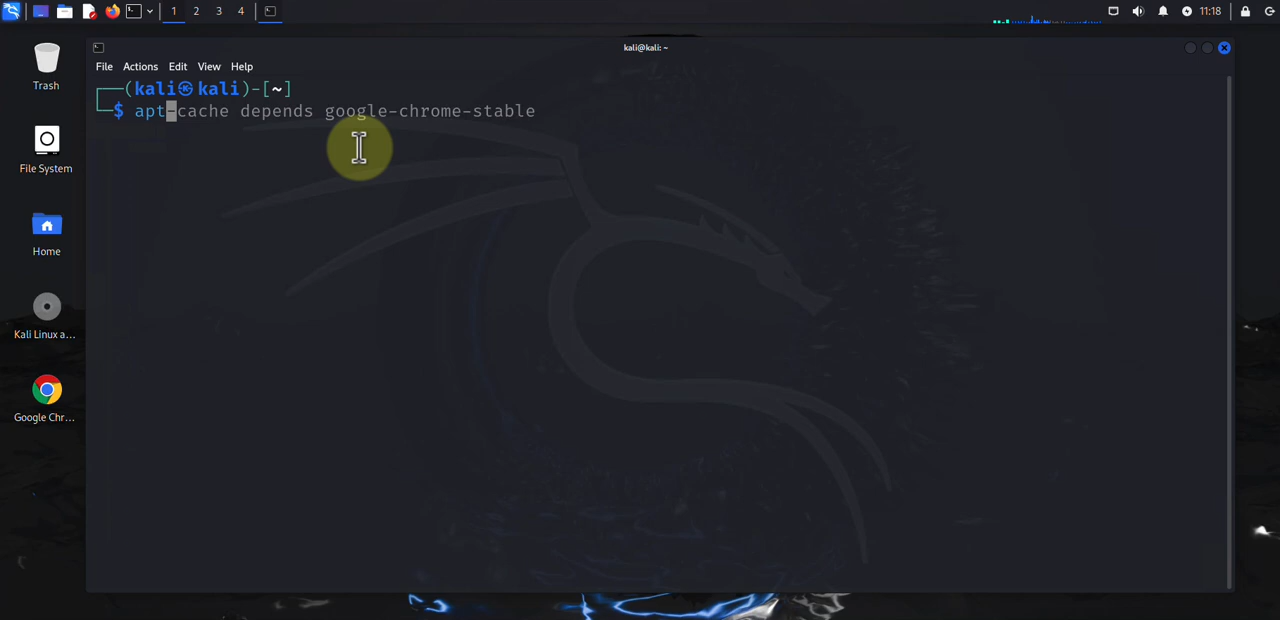 1 2 3 4 11:18
kali@kali: ~
File Actions Edit View Help
(kali㉿kali)-[~]
$ apt-cache depends google-chrome-stable
Trash
File System
Home
Kali Linux a...
Google Chr...